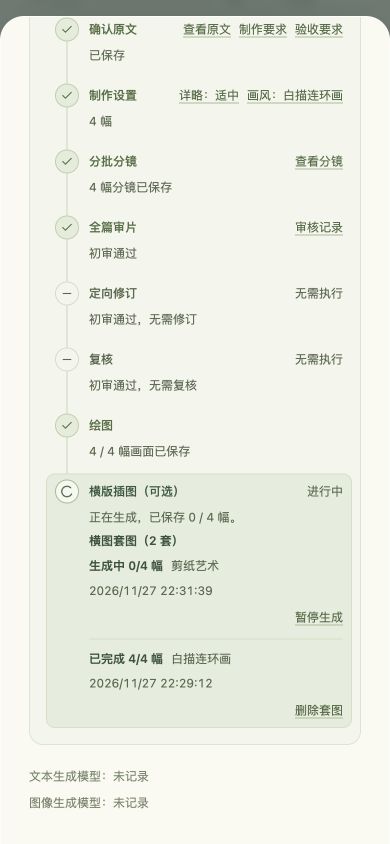 确认原文 查看原文 制作要求 验收要求
已保存
制作设置 详略：适中 画风：白描连环画
4 幅
分批分镜 查看分镜
4 幅分镜已保存
全篇审片 审核记录
初审通过
定向修订 无需执行
初审通过，无需修订
复核 无需执行
初审通过，无需复核
绘图
4 / 4 幅画面已保存
横版插图（可选） 进行中
正在生成，已保存 0 / 4 幅。
横图套图（2 套）
生成中 0/4 幅 剪纸艺术
2026/11/27 22:31:39
暂停生成
已完成 4/4 幅 白描连环画
2026/11/27 22:29:12
删除套图
文本生成模型：未记录
图像生成模型：未记录